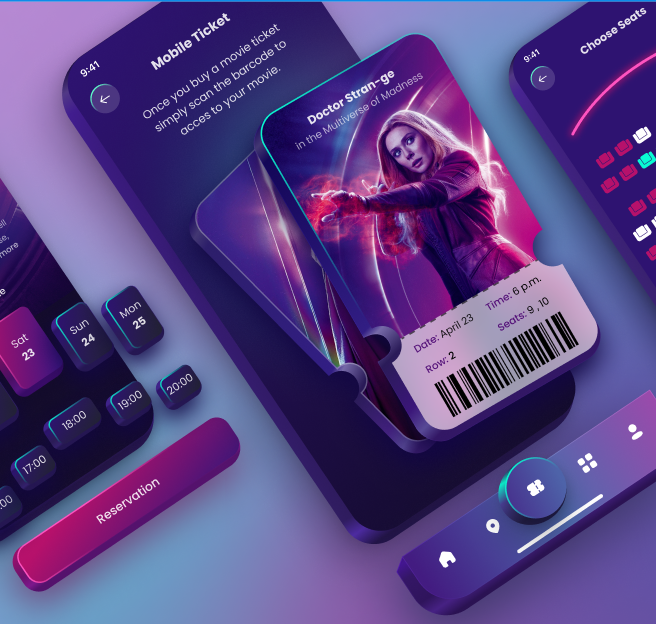 9:41
Mobile Ticket
Once you buy a movie ticket
simply scan the barcode to
acces to your movie.
Doctor Stran-ge
in the Multiverse of Madness
Date: April 23
Time: 6 p.m.
Row: 2
Seats: 9 , 10
9:41
Choose Seats
more
Sat
23
Sun
24
Mon
25
:00
17:00
18:00
19:00
20:00
Reservation